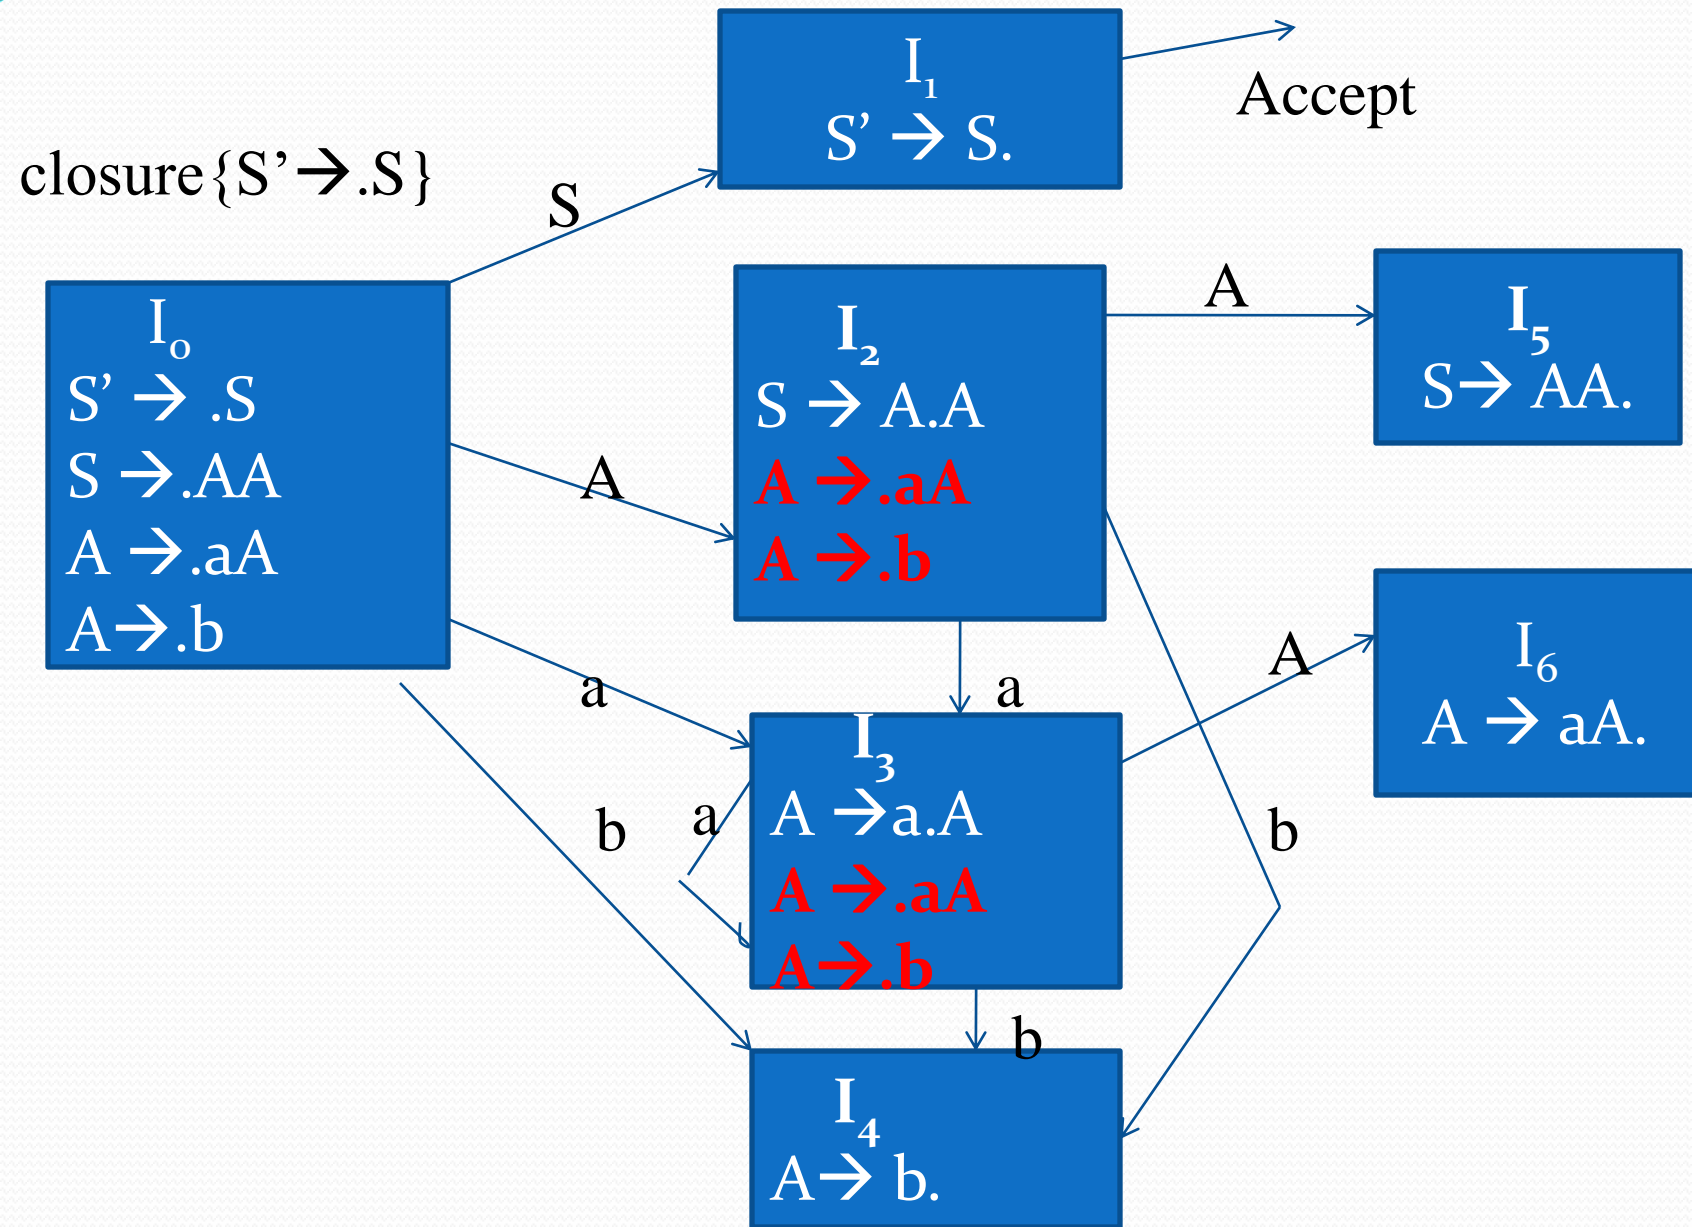 closure{S’→.S}
S
I₁
S’ → S.
Accept
I₀
S’ → .S
S →.AA
A →.aA
A→.b
A
a
b
I₂
S → A.A
A →.aA
A →.b
A
a
b
I₅
S→ AA.
I₃
A →a.A
A →.aA
A→.b
a
A
b
I₆
A → aA.
I₄
A→ b.